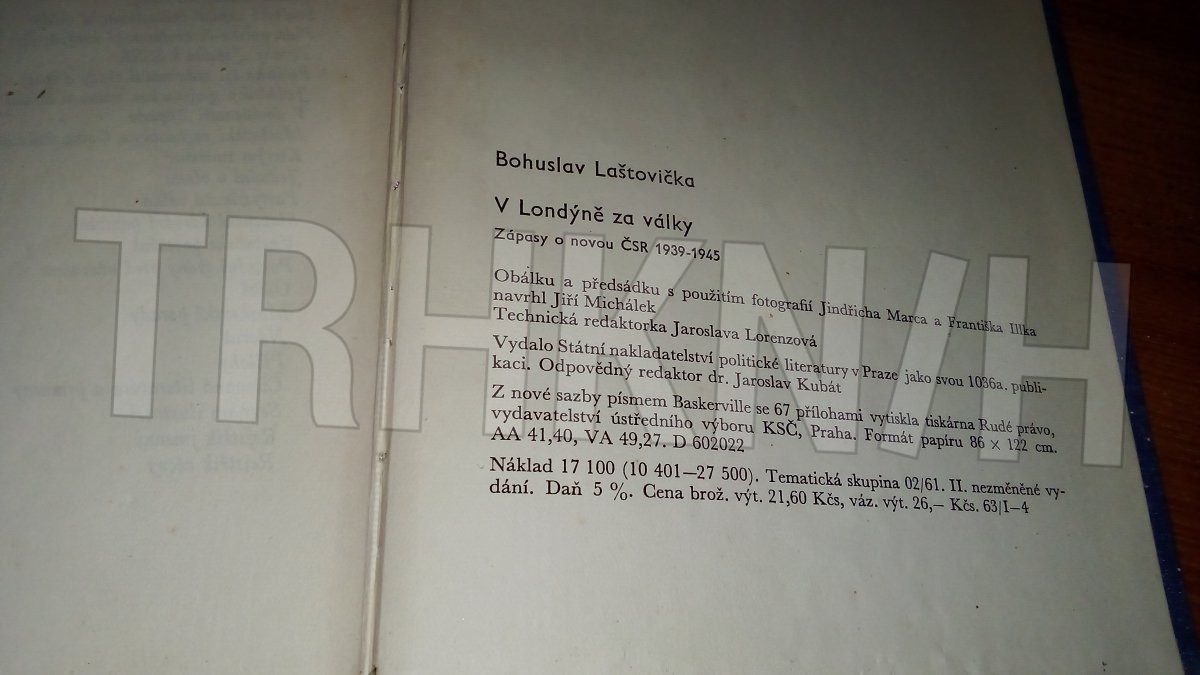 Bohuslav Laštovička
V Londýně za války
Zápasy o novou ČSR 1939-1945
Obálku a předsádku s použitím fotografií Jindřicha Marca a Františka Illka
navrhl Jiří Michálek
Technická redaktorka Jaroslava Lorenzová
Vydalo Státní nakladatelství politické literatury v Praze jako svou 1036a. publi-
kaci. Odpovědný redaktor dr. Jaroslav Kubát
Z nové sazby písmem Baskerville se 67 přílohami vytiskla tiskárna Rudé právo,
vydavatelství ústředního výboru KSČ, Praha. Formát papíru 86 × 122 cm.
AA 41,40, VA 49,27. D 602022
Náklad 17 100 (10 401—27 500). Tematická skupina 02/61. II. nezměněné vy-
dání. Daň 5 %. Cena brož. výt. 21,60 Kčs, váz. výt. 26,— Kčs. 63/I—4
TRHKNIH